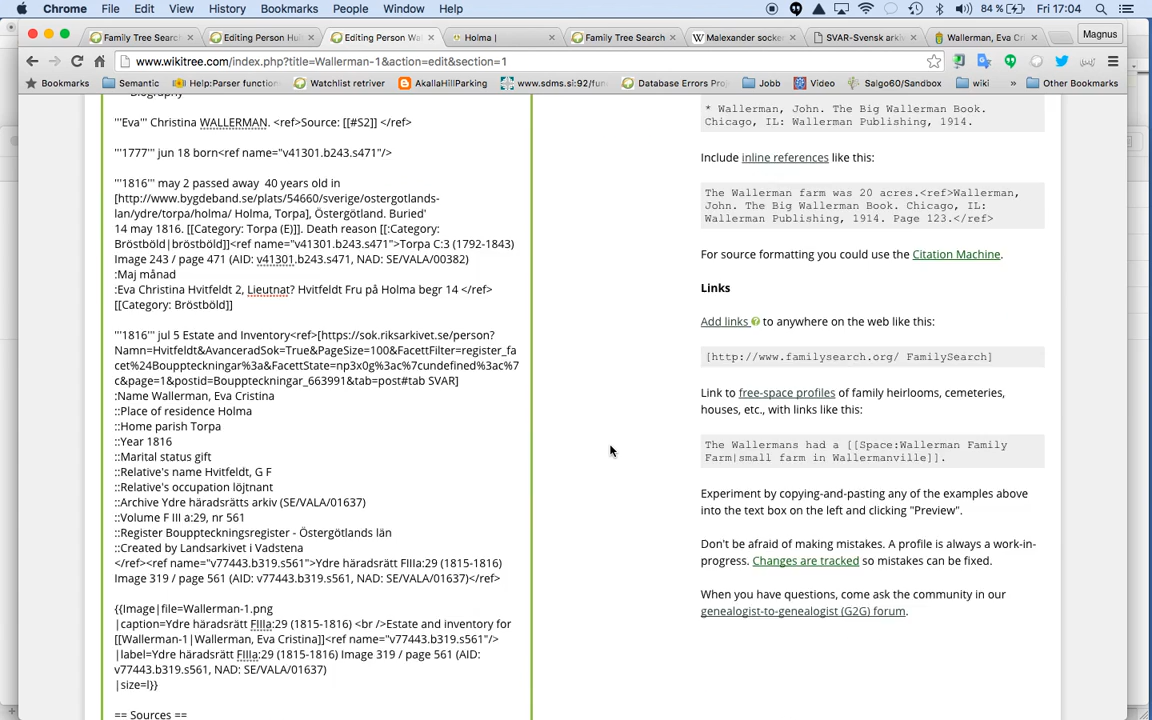 Chrome File Edit View History Bookmarks People Window Help
84 % Fri 17:04
Family Tree Searc
Editing Person Hu
Editing Person Wa
Holma |
Family Tree Search
Malexander socke
SVAR-Svensk arki
Wallerman, Eva Cr
Magnus
www.wikitree.com/index.php?title=Wallerman-1&action=edit&section=1
Bookmarks Semantic Help:Parser function Watchlist retriver AkallaHillParking www.sdms.si:92/fun Database Errors Proj Jobb Video Salgo60/Sandbox wiki » Other Bookmarks
Biography
'''Eva''' Christina WALLERMAN. <ref>Source: [[#S2]] </ref>
'''1777''' jun 18 born<ref name="v41301.b243.s471"/>
'''1816''' may 2 passed away  40 years old in
[http://www.bygdeband.se/plats/54660/sverige/ostergotlands-
lan/ydre/torpa/holma/ Holma, Torpa], Östergötland. Buried'
14 may 1816. [[Category: Torpa (E)]]. Death reason [[:Category:
Bröstböld|bröstböld]]<ref name="v41301.b243.s471">Torpa C:3 (1792-1843)
Image 243 / page 471 (AID: v41301.b243.s471, NAD: SE/VALA/00382)
:Maj månad
:Eva Christina Hvitfeldt 2, Lieutnat? Hvitfeldt Fru på Holma begr 14 </ref>
[[Category: Bröstböld]]
'''1816''' jul 5 Estate and Inventory<ref>[https://sok.riksarkivet.se/person?
Namn=Hvitfeldt&AvanceradSok=True&PageSize=100&FacettFilter=register_fa
cet%24Bouppteckningar%3a&FacettState=np3x0g%3ac%7cundefined%3ac%7
c&page=1&postid=Bouppteckningar_663991&tab=post#tab SVAR]
:Name Wallerman, Eva Cristina
::Place of residence Holma
::Home parish Torpa
::Year 1816
::Marital status gift
::Relative's name Hvitfeldt, G F
::Relative's occupation löjtnant
::Archive Ydre häradsrätts arkiv (SE/VALA/01637)
::Volume F III a:29, nr 561
::Register Bouppteckningsregister - Östergötlands län
::Created by Landsarkivet i Vadstena
</ref><ref name="v77443.b319.s561">Ydre häradsrätt FIIIa:29 (1815-1816)
Image 319 / page 561 (AID: v77443.b319.s561, NAD: SE/VALA/01637)</ref>
{{Image|file=Wallerman-1.png
|caption=Ydre häradsrätt FIIIa:29 (1815-1816) <br />Estate and inventory for
[[Wallerman-1|Wallerman, Eva Cristina]]<ref name="v77443.b319.s561"/>
|label=Ydre häradsrätt FIIIa:29 (1815-1816) Image 319 / page 561 (AID:
v77443.b319.s561, NAD: SE/VALA/01637)
|size=l}}
== Sources ==
* Wallerman, John. The Big Wallerman Book.
Chicago, IL: Wallerman Publishing, 1914.
Include inline references like this:
The Wallerman farm was 20 acres.<ref>Wallerman,
John. The Big Wallerman Book. Chicago, IL:
Wallerman Publishing, 1914. Page 123.</ref>
For source formatting you could use the Citation Machine.
Links
Add links ? to anywhere on the web like this:
[http://www.familysearch.org/ FamilySearch]
Link to free-space profiles of family heirlooms, cemeteries,
houses, etc., with links like this:
The Wallermans had a [[Space:Wallerman Family
Farm|small farm in Wallermanville]].
Experiment by copying-and-pasting any of the examples above
into the text box on the left and clicking "Preview".
Don't be afraid of making mistakes. A profile is always a work-in-
progress. Changes are tracked so mistakes can be fixed.
When you have questions, come ask the community in our
genealogist-to-genealogist (G2G) forum.